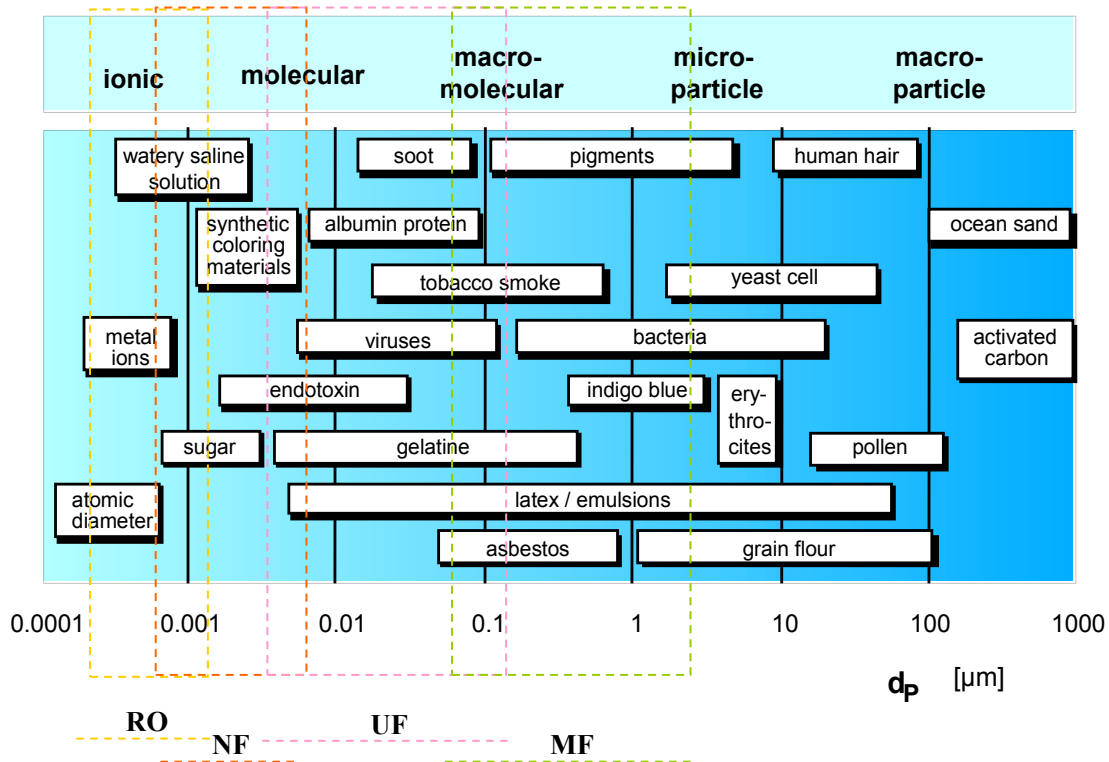 ionic
molecular
macro-
molecular
micro-
particle
macro-
particle
watery saline
solution
soot
pigments
human hair
synthetic
coloring
materials
albumin protein
ocean sand
tobacco smoke
yeast cell
metal
ions
viruses
bacteria
activated
carbon
endotoxin
indigo blue
ery-
thro-
cites
sugar
gelatine
pollen
atomic
diameter
latex / emulsions
asbestos
grain flour
0.0001 0.001 0.01 0.1 1 10 100 1000
dP [µm]
RO
NF
UF
MF